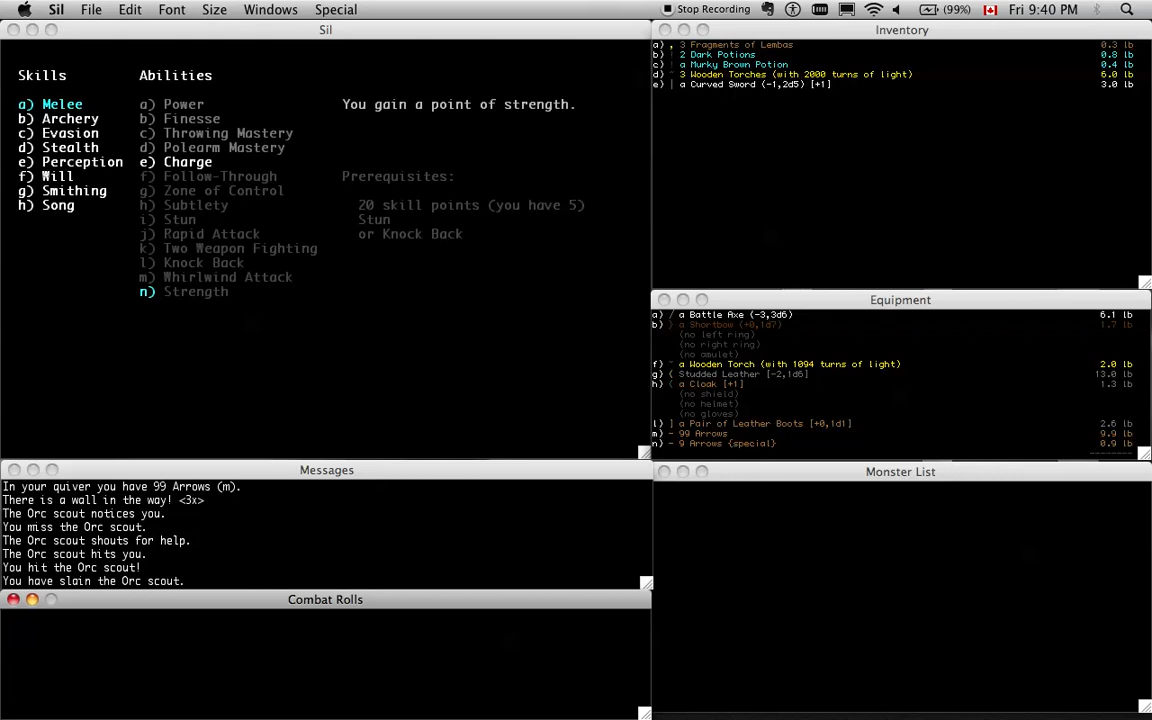 Sil File Edit Font Size Windows Special Stop Recording (99%) Fri 9:40 PM
Sil
Skills Abilities
a) Melee a) Power You gain a point of strength.
b) Archery b) Finesse
c) Evasion c) Throwing Mastery
d) Stealth d) Polearm Mastery
e) Perception e) Charge
f) Will f) Follow-Through Prerequisites:
g) Smithing g) Zone of Control
h) Song h) Subtlety 20 skill points (you have 5)
i) Stun Stun
j) Rapid Attack or Knock Back
k) Two Weapon Fighting
l) Knock Back
m) Whirlwind Attack
n) Strength
Inventory
a) , 3 Fragments of Lembas 0.3 lb
b) ! 2 Dark Potions 0.8 lb
c) ! a Murky Brown Potion 0.4 lb
d) ~ 3 Wooden Torches (with 2000 turns of light) 6.0 lb
e) | a Curved Sword (-1,2d5) [+1] 3.0 lb
Equipment
a) / a Battle Axe (-3,3d6) 6.1 lb
b) } a Shortbow (+0,1d7) 1.7 lb
(no left ring)
(no right ring)
(no amulet)
f) ~ a Wooden Torch (with 1094 turns of light) 2.0 lb
g) ( Studded Leather [-2,1d6] 13.0 lb
h) ( a Cloak [+1] 1.3 lb
(no shield)
(no helmet)
(no gloves)
l) ] a Pair of Leather Boots [+0,1d1] 2.6 lb
m) - 99 Arrows 9.9 lb
n) - 9 Arrows {special} 0.9 lb
Messages
In your quiver you have 99 Arrows (m).
There is a wall in the way! <3x>
The Orc scout notices you.
You miss the Orc scout.
The Orc scout shouts for help.
The Orc scout hits you.
You hit the Orc scout!
You have slain the Orc scout.
Monster List
Combat Rolls